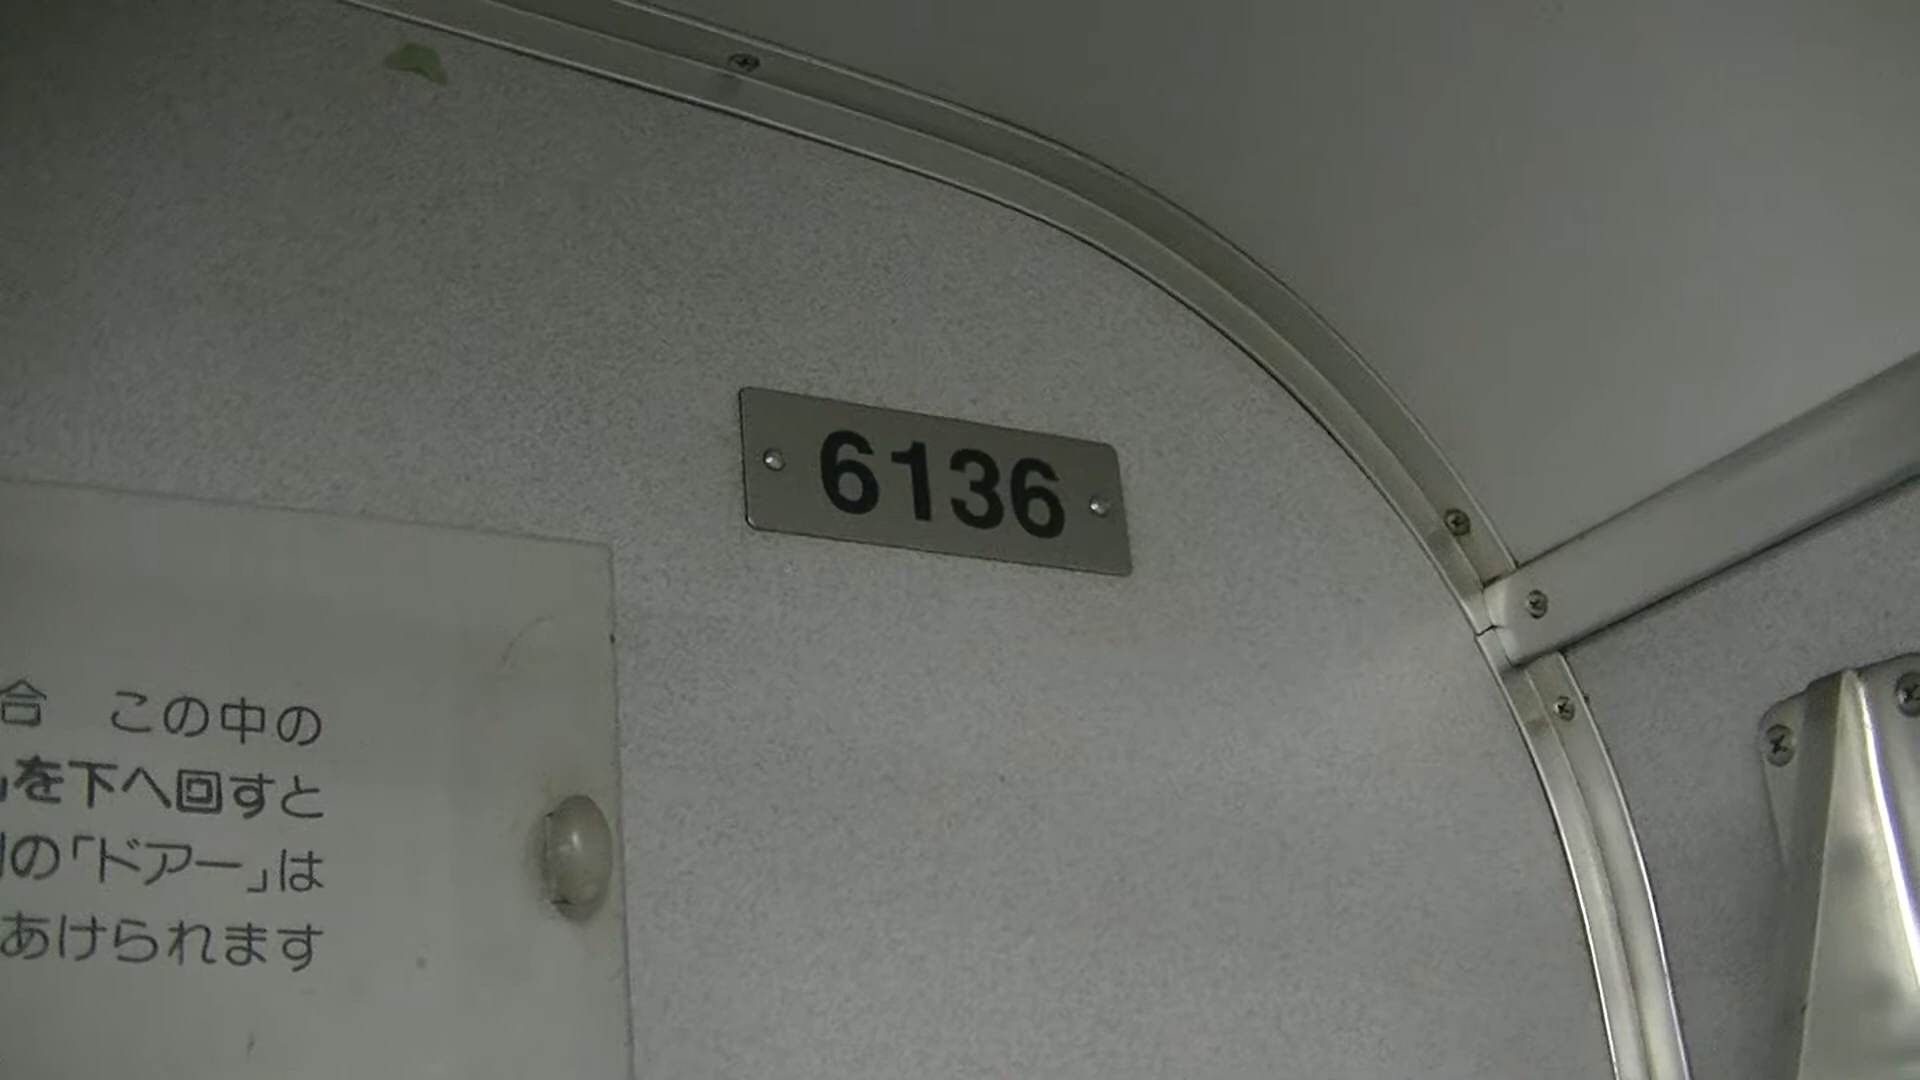 6136
合 この中の
を下へ回すと
の「ドアー」は
あけられます